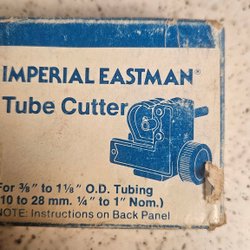 IMPERIAL EASTMAN®
Tube Cutter
For ⅜" to 1⅛" O.D. Tubing
(10 to 28 mm. ¼" to 1" Nom.)
NOTE: Instructions on Back Panel